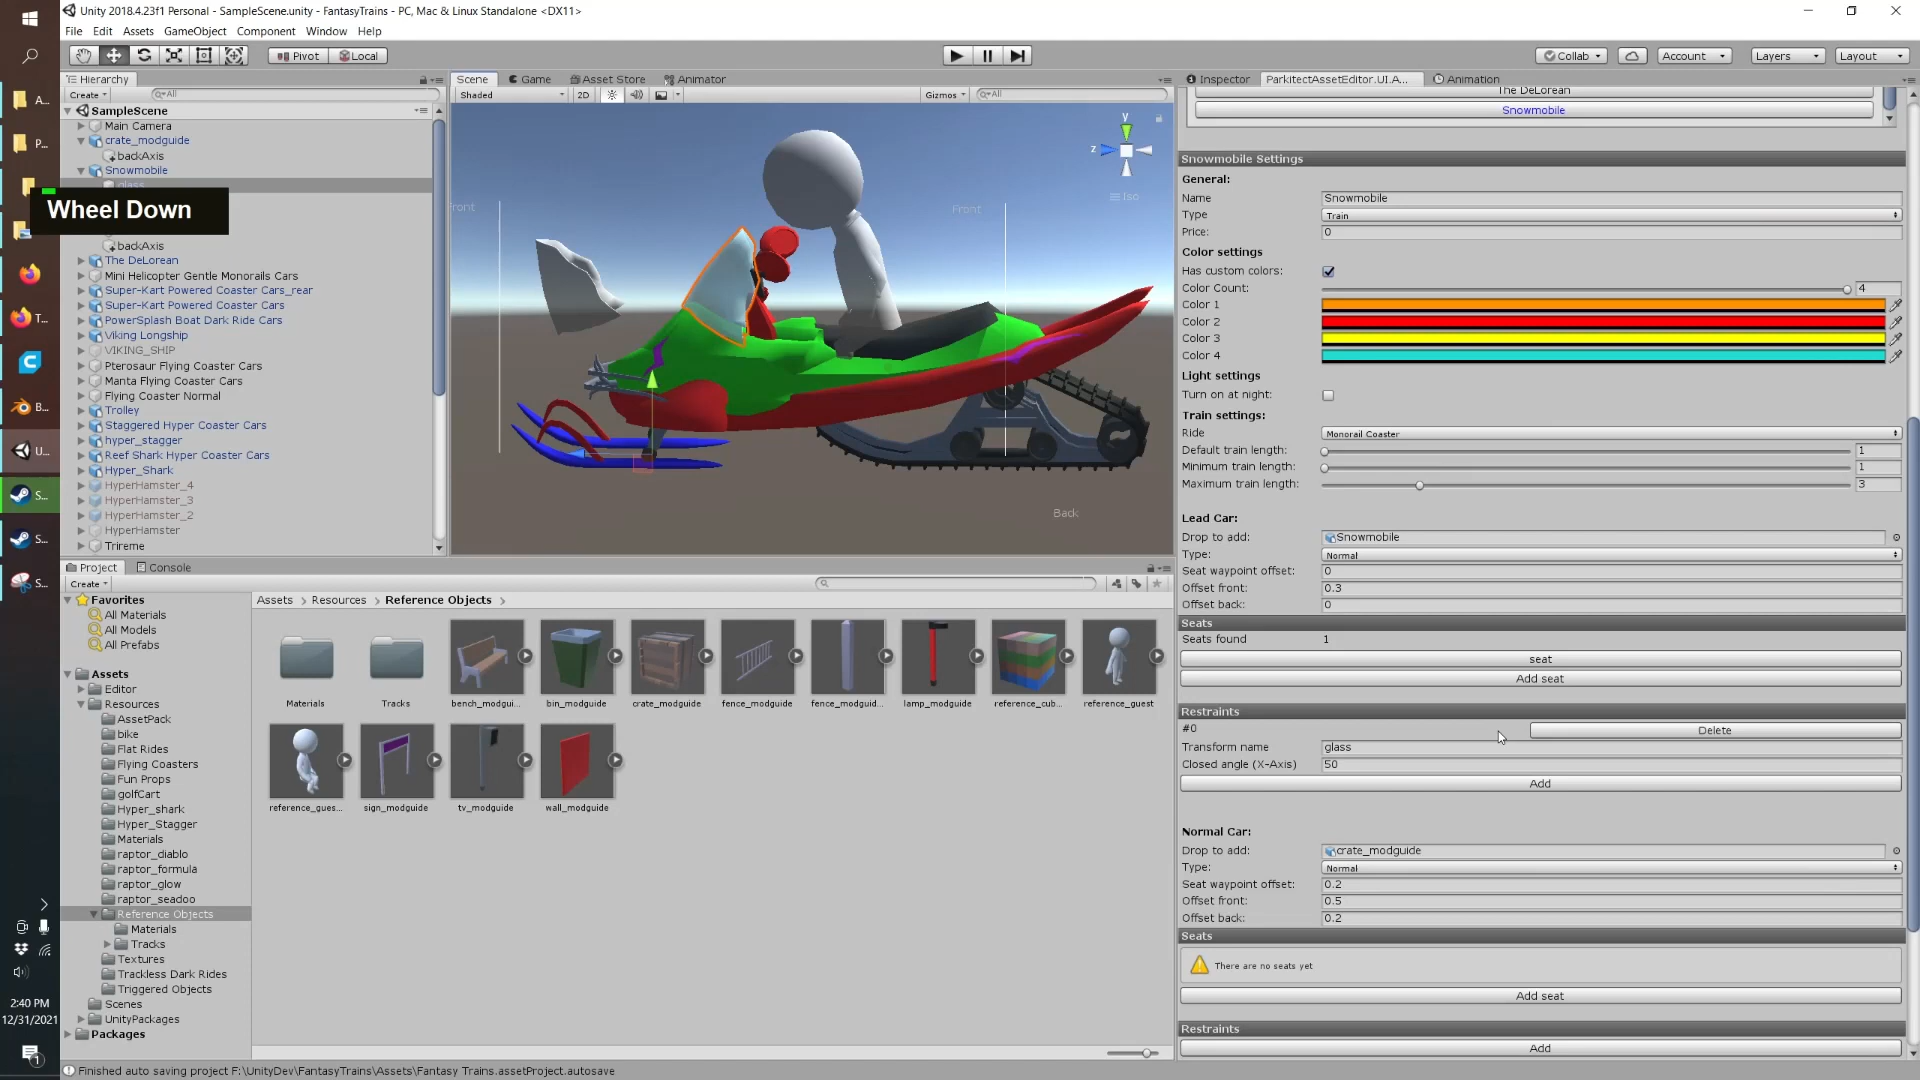 Unity 2018.4.23f1 Personal - SampleScene.unity - FantasyTrains - PC, Mac & Linux Standalone <DX11>
File Edit Assets GameObject Component Window Help
Pivot Local Collab Account Layers Layout
Hierarchy
Create All
SampleScene
Main Camera
crate_modguide
backAxis
Snowmobile
glass
Wheel Down
backAxis
The DeLorean
Mini Helicopter Gentle Monorails Cars
Super-Kart Powered Coaster Cars_rear
Super-Kart Powered Coaster Cars
PowerSplash Boat Dark Ride Cars
Viking Longship
VIKING_SHIP
Pterosaur Flying Coaster Cars
Manta Flying Coaster Cars
Flying Coaster Normal
Trolley
Staggered Hyper Coaster Cars
hyper_stagger
Reef Shark Hyper Coaster Cars
Hyper_Shark
HyperHamster_4
HyperHamster_3
HyperHamster_2
HyperHamster
Trireme
Scene Game Asset Store Animator
Shaded 2D Gizmos All
y
z
Iso
Front
Front
Back
Project Console
Create
Favorites
All Materials
All Models
All Prefabs
Assets
Editor
Resources
AssetPack
bike
Flat Rides
Flying Coasters
Fun Props
golfCart
Hyper_shark
Hyper_Stagger
Materials
raptor_diablo
raptor_formula
raptor_glow
raptor_seadoo
Reference Objects
Materials
Tracks
Textures
Trackless Dark Rides
Triggered Objects
Scenes
UnityPackages
Packages
Assets Resources Reference Objects
Materials Tracks bench_modgui... bin_modguide crate_modguide fence_modguide fence_modguid... lamp_modguide reference_cub... reference_guest
reference_gues... sign_modguide tv_modguide wall_modguide
Inspector ParkitectAssetEditor.UI.A... Animation
The DeLorean
Snowmobile
Snowmobile Settings
General:
Name Snowmobile
Type Train
Price: 0
Color settings
Has custom colors:
Color Count: 4
Color 1
Color 2
Color 3
Color 4
Light settings
Turn on at night:
Train settings:
Ride Monorail Coaster
Default train length: 1
Minimum train length: 1
Maximum train length: 3
Lead Car:
Drop to add: Snowmobile
Type: Normal
Seat waypoint offset: 0
Offset front: 0.3
Offset back: 0
Seats
Seats found 1
seat
Add seat
Restraints
#0 Delete
Transform name glass
Closed angle (X-Axis) 50
Add
Normal Car:
Drop to add: crate_modguide
Type: Normal
Seat waypoint offset: 0.2
Offset front: 0.5
Offset back: 0.2
Seats
There are no seats yet
Add seat
Restraints
Add
A...
P...
T...
B...
U...
S...
S...
S...
2:40 PM
12/31/2021
1
Finished auto saving project F:\UnityDev\FantasyTrains\Assets\Fantasy Trains.assetProject.autosave